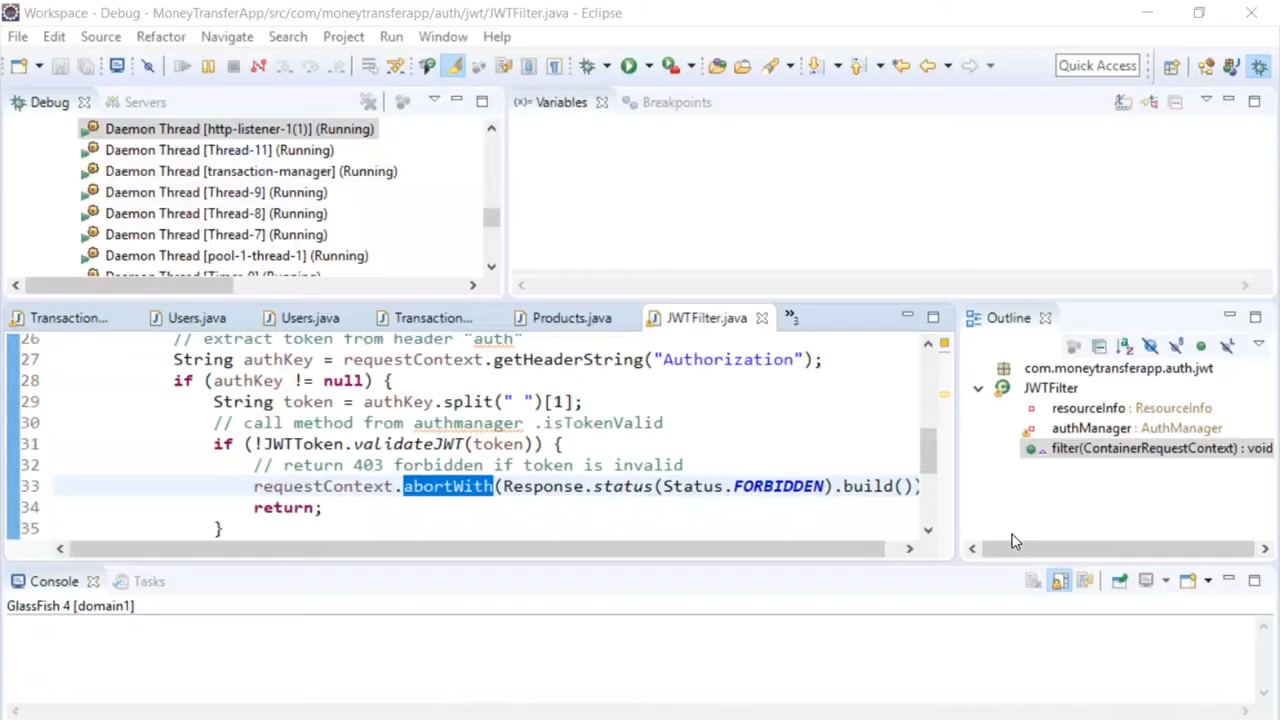 Workspace - Debug - MoneyTransferApp/src/com/moneytransferapp/auth/jwt/JWTFilter.java - Eclipse
File Edit Source Refactor Navigate Search Project Run Window Help
Quick Access
Debug Servers
Daemon Thread [http-listener-1(1)] (Running)
Daemon Thread [Thread-11] (Running)
Daemon Thread [transaction-manager] (Running)
Daemon Thread [Thread-9] (Running)
Daemon Thread [Thread-8] (Running)
Daemon Thread [Thread-7] (Running)
Daemon Thread [pool-1-thread-1] (Running)
(x)= Variables Breakpoints
Transaction... Users.java Users.java Transaction... Products.java JWTFilter.java »3
26 // extract token from header "auth"
27 String authKey = requestContext.getHeaderString("Authorization");
28 if (authKey != null) {
29 String token = authKey.split(" ")[1];
30 // call method from authmanager .isTokenValid
31 if (!JWTToken.validateJWT(token)) {
32 // return 403 forbidden if token is invalid
33 requestContext.abortWith(Response.status(Status.FORBIDDEN).build())
34 return;
35 }
Outline
com.moneytransferapp.auth.jwt
JWTFilter
resourceInfo : ResourceInfo
authManager : AuthManager
filter(ContainerRequestContext) : void
Console Tasks
GlassFish 4 [domain1]